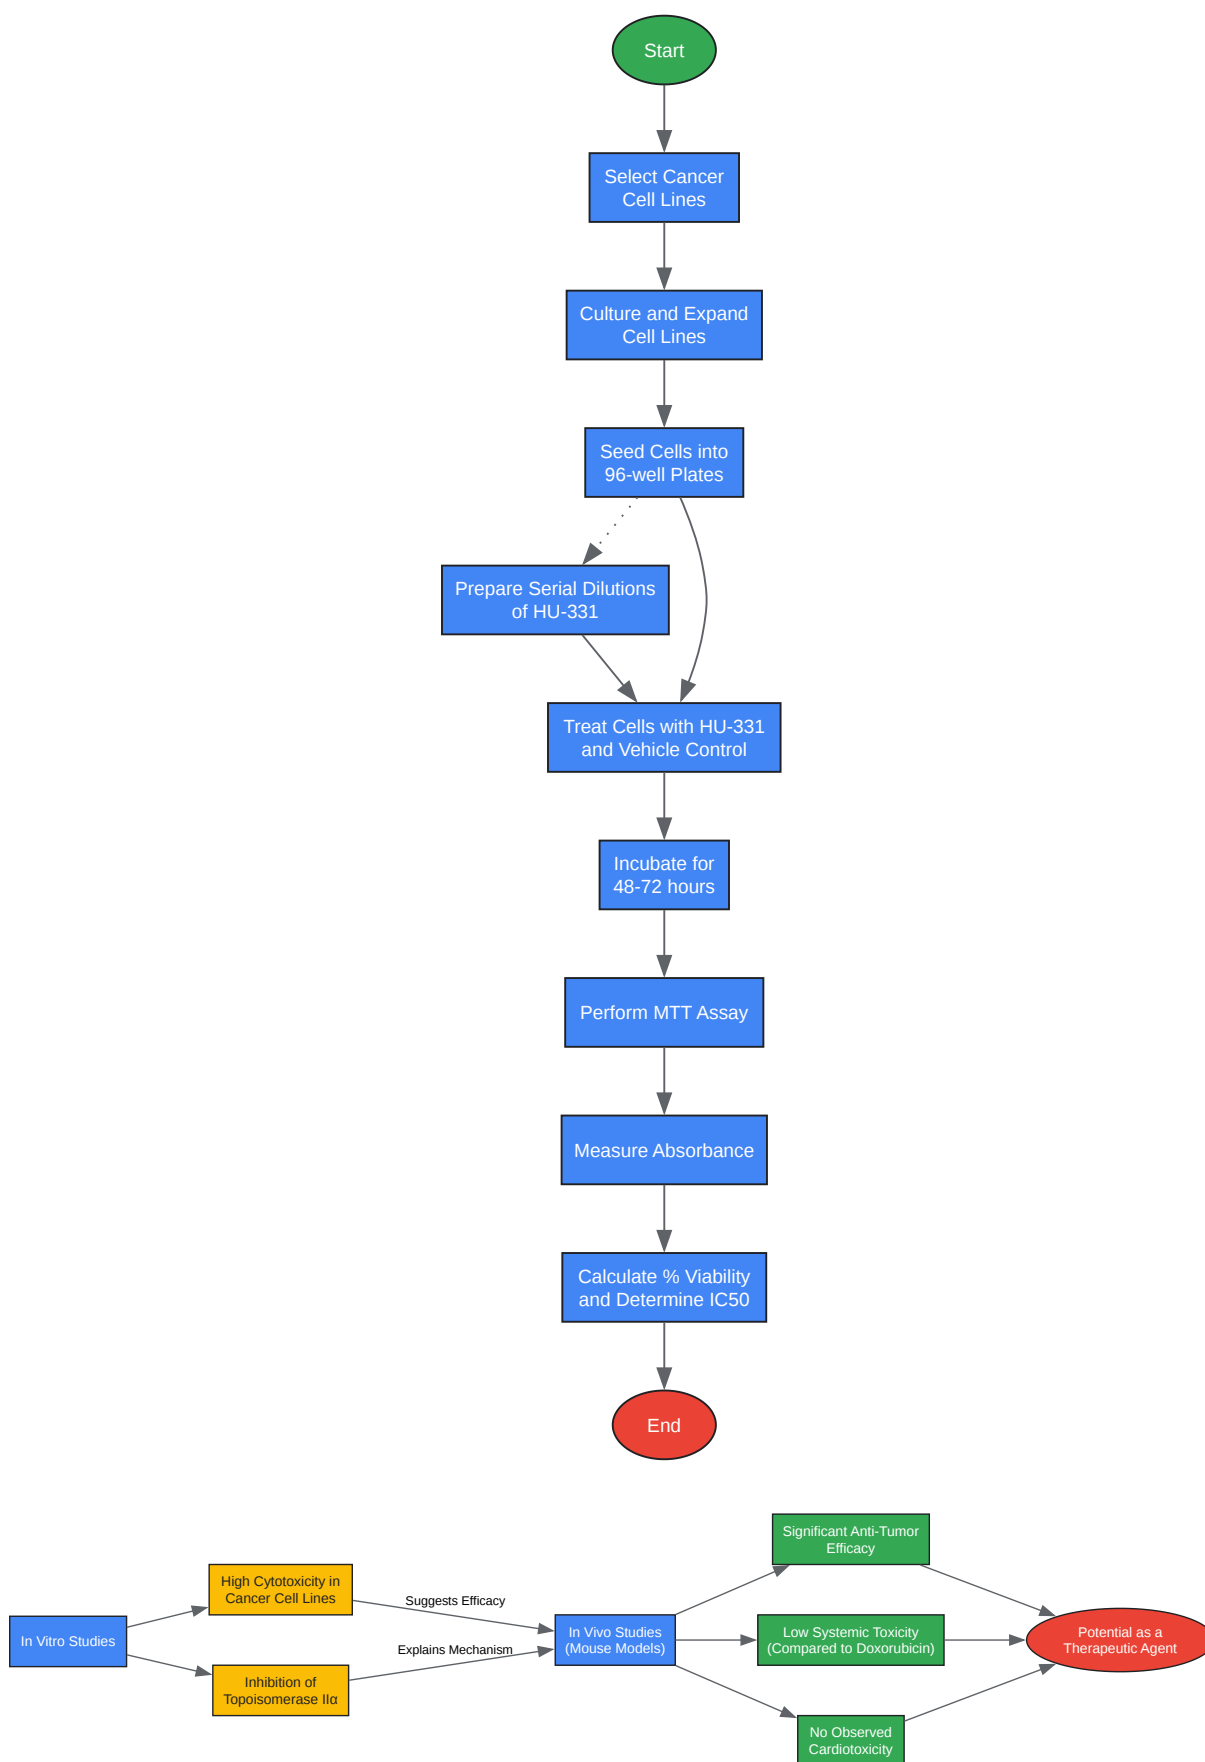 Start
Select Cancer
Cell Lines
Culture and Expand
Cell Lines
Seed Cells into
96-well Plates
Prepare Serial Dilutions
of HU-331
Treat Cells with HU-331
and Vehicle Control
Incubate for
48-72 hours
Perform MTT Assay
Measure Absorbance
Calculate % Viability
and Determine IC50
End
In Vitro Studies
High Cytotoxicity in
Cancer Cell Lines
Inhibition of
Topoisomerase IIα
Suggests Efficacy
Explains Mechanism
In Vivo Studies
(Mouse Models)
Significant Anti-Tumor
Efficacy
Low Systemic Toxicity
(Compared to Doxorubicin)
No Observed
Cardiotoxicity
Potential as a
Therapeutic Agent